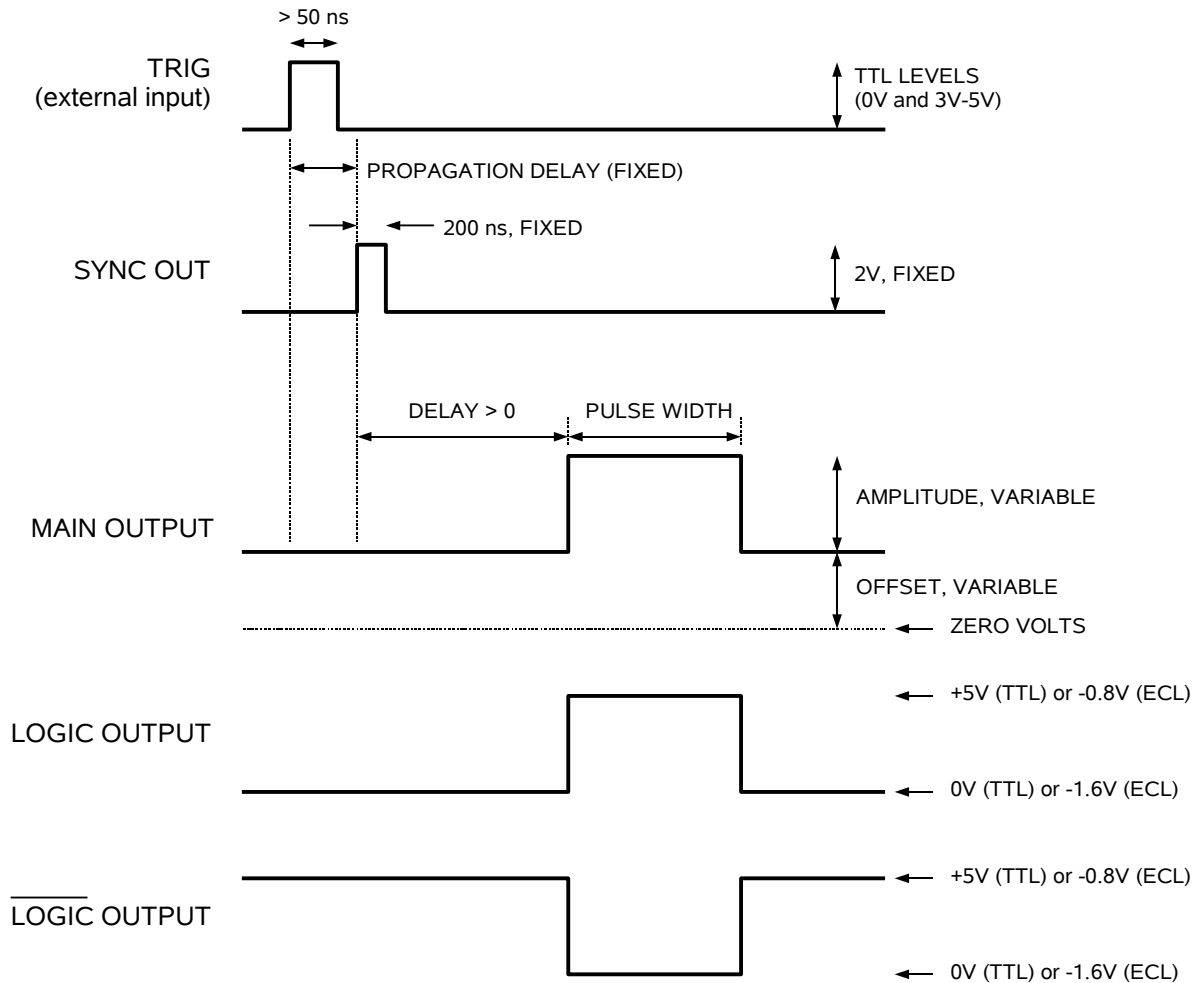 > 50 ns
TRIG
(external input)
TTL LEVELS
(0V and 3V-5V)
PROPAGATION DELAY (FIXED)
200 ns, FIXED
SYNC OUT
2V, FIXED
DELAY > 0
PULSE WIDTH
MAIN OUTPUT
AMPLITUDE, VARIABLE
OFFSET, VARIABLE
ZERO VOLTS
+5V (TTL) or -0.8V (ECL)
LOGIC OUTPUT
0V (TTL) or -1.6V (ECL)
+5V (TTL) or -0.8V (ECL)
LOGIC OUTPUT
0V (TTL) or -1.6V (ECL)